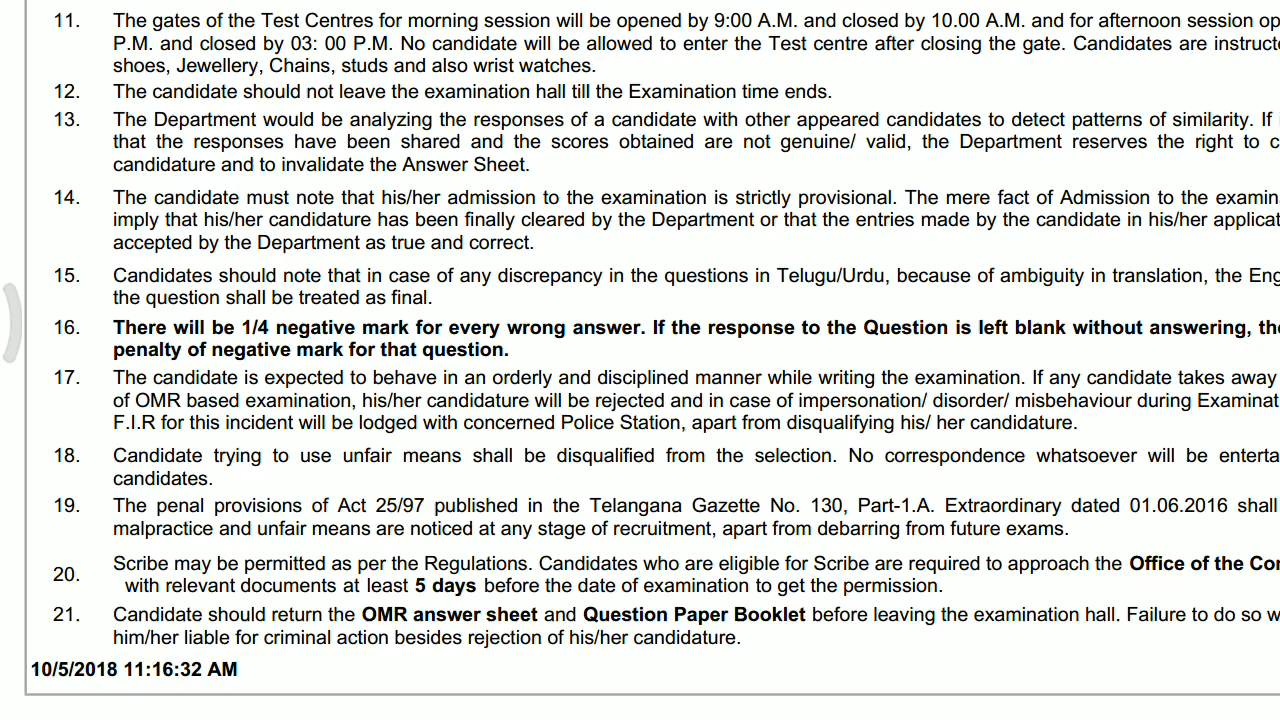 11. The gates of the Test Centres for morning session will be opened by 9:00 A.M. and closed by 10.00 A.M. and for afternoon session op
P.M. and closed by 03: 00 P.M. No candidate will be allowed to enter the Test centre after closing the gate. Candidates are instruct
shoes, Jewellery, Chains, studs and also wrist watches.
12. The candidate should not leave the examination hall till the Examination time ends.
13. The Department would be analyzing the responses of a candidate with other appeared candidates to detect patterns of similarity. If i
that the responses have been shared and the scores obtained are not genuine/ valid, the Department reserves the right to c
candidature and to invalidate the Answer Sheet.
14. The candidate must note that his/her admission to the examination is strictly provisional. The mere fact of Admission to the examin
imply that his/her candidature has been finally cleared by the Department or that the entries made by the candidate in his/her applicat
accepted by the Department as true and correct.
15. Candidates should note that in case of any discrepancy in the questions in Telugu/Urdu, because of ambiguity in translation, the Eng
the question shall be treated as final.
16. There will be 1/4 negative mark for every wrong answer. If the response to the Question is left blank without answering, the
penalty of negative mark for that question.
17. The candidate is expected to behave in an orderly and disciplined manner while writing the examination. If any candidate takes away
of OMR based examination, his/her candidature will be rejected and in case of impersonation/ disorder/ misbehaviour during Examinat
F.I.R for this incident will be lodged with concerned Police Station, apart from disqualifying his/ her candidature.
18. Candidate trying to use unfair means shall be disqualified from the selection. No correspondence whatsoever will be enterta
candidates.
19. The penal provisions of Act 25/97 published in the Telangana Gazette No. 130, Part-1.A. Extraordinary dated 01.06.2016 shall
malpractice and unfair means are noticed at any stage of recruitment, apart from debarring from future exams.
20. Scribe may be permitted as per the Regulations. Candidates who are eligible for Scribe are required to approach the Office of the Con
with relevant documents at least 5 days before the date of examination to get the permission.
21. Candidate should return the OMR answer sheet and Question Paper Booklet before leaving the examination hall. Failure to do so w
him/her liable for criminal action besides rejection of his/her candidature.
10/5/2018 11:16:32 AM